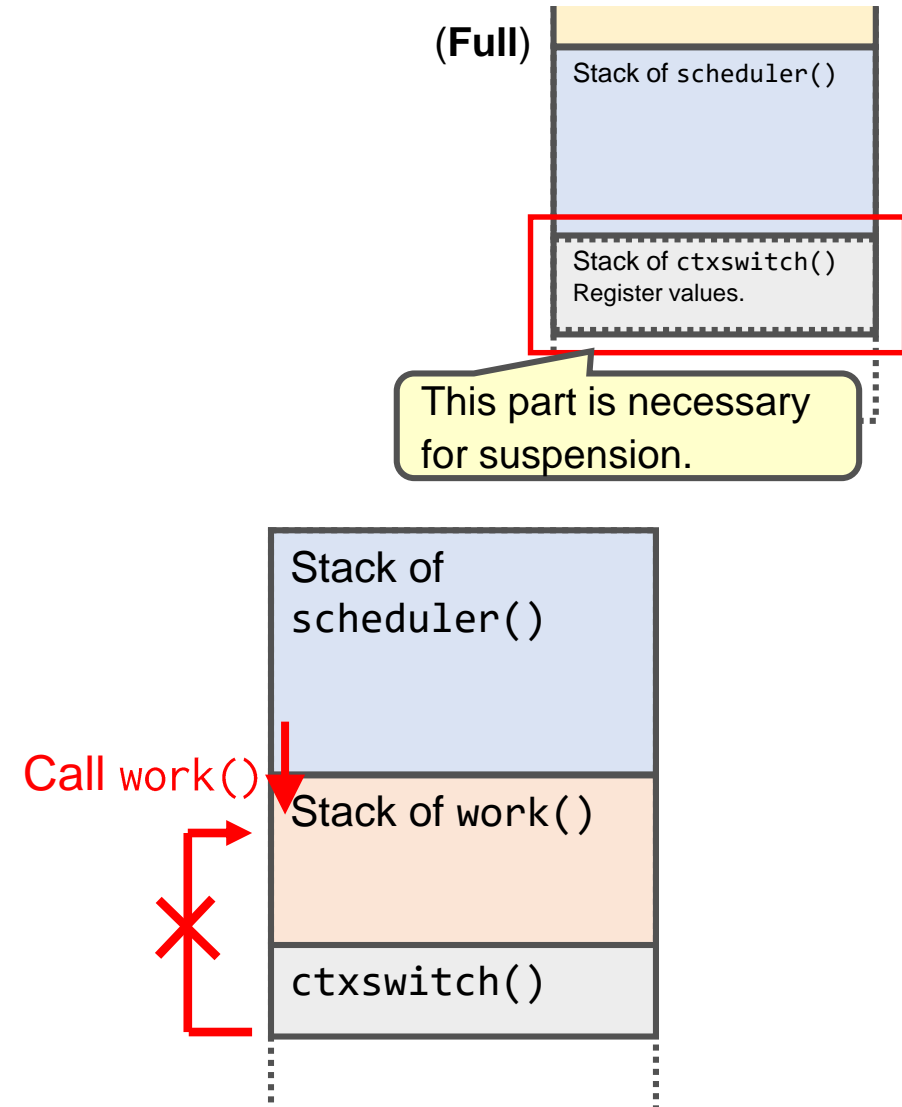 (Full)
Stack of scheduler()
Stack of ctxswitch()
Register values.
This part is necessary
for suspension.
Stack of
scheduler()
Call work()
Stack of work()
ctxswitch()